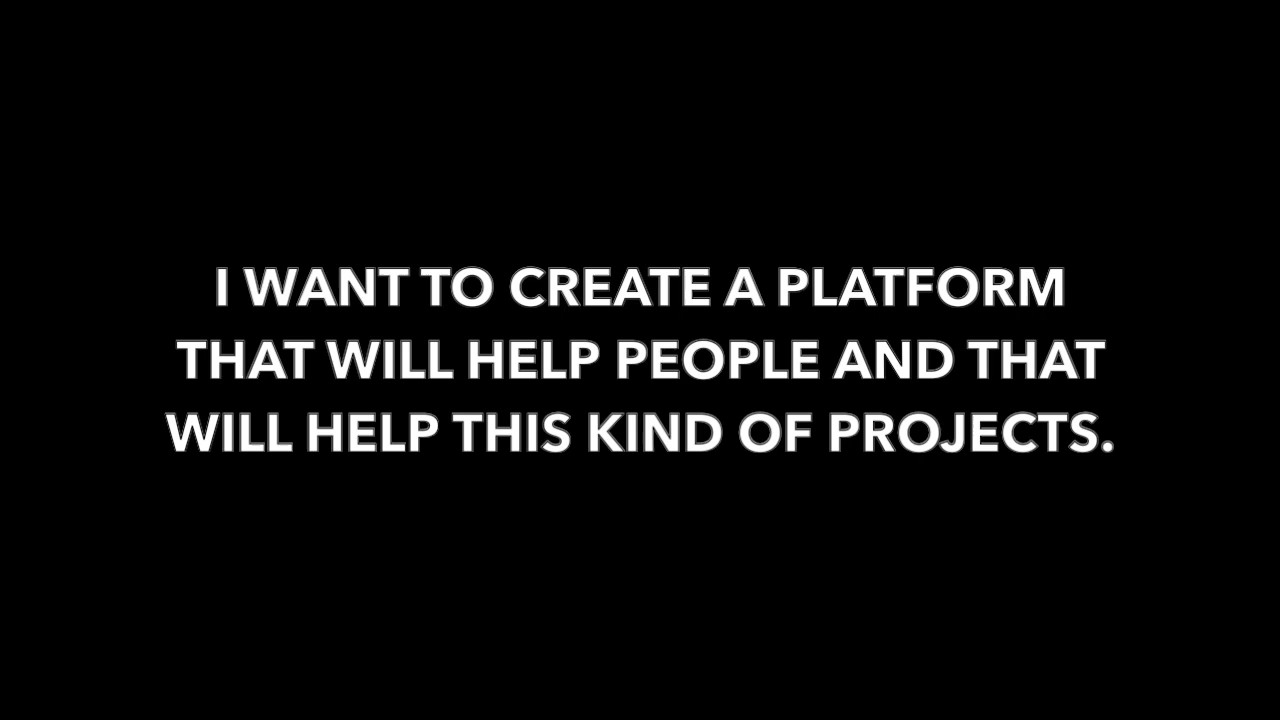 I WANT TO CREATE A PLATFORM
THAT WILL HELP PEOPLE AND THAT
WILL HELP THIS KIND OF PROJECTS.